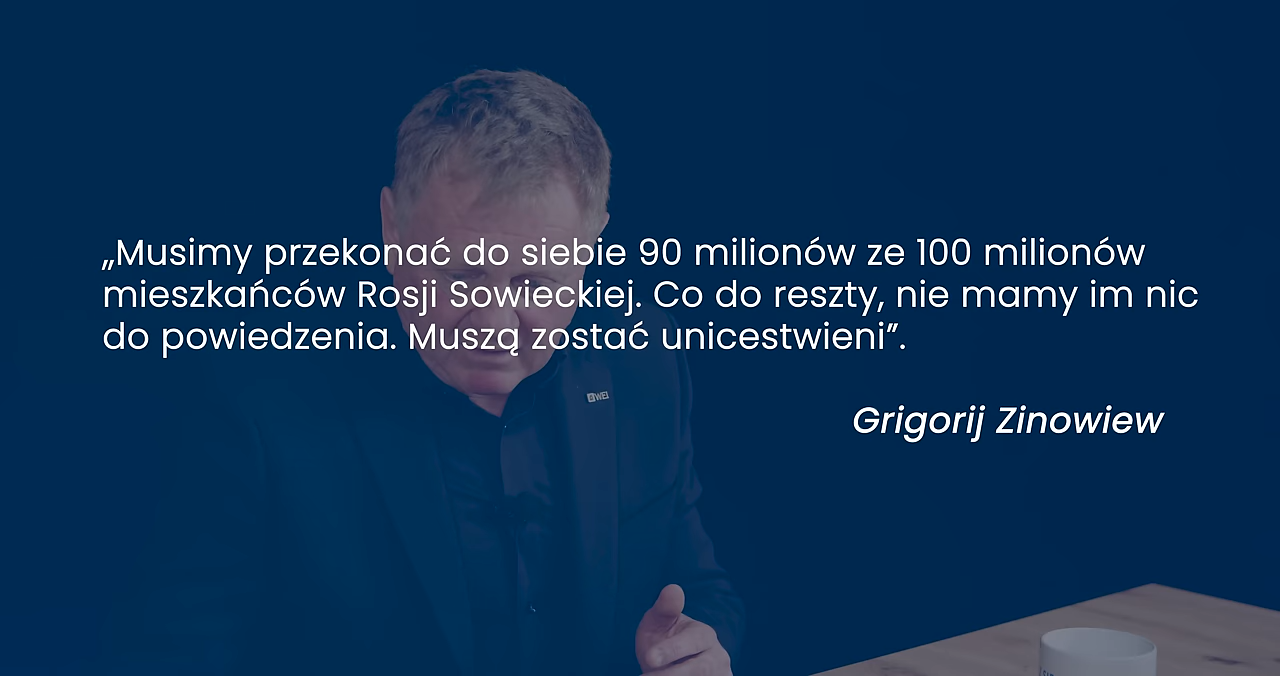 „Musimy przekonać do siebie 90 milionów ze 100 milionów
mieszkańców Rosji Sowieckiej. Co do reszty, nie mamy im nic
do powiedzenia. Muszą zostać unicestwieni”.
Grigorij Zinowiew
WEI